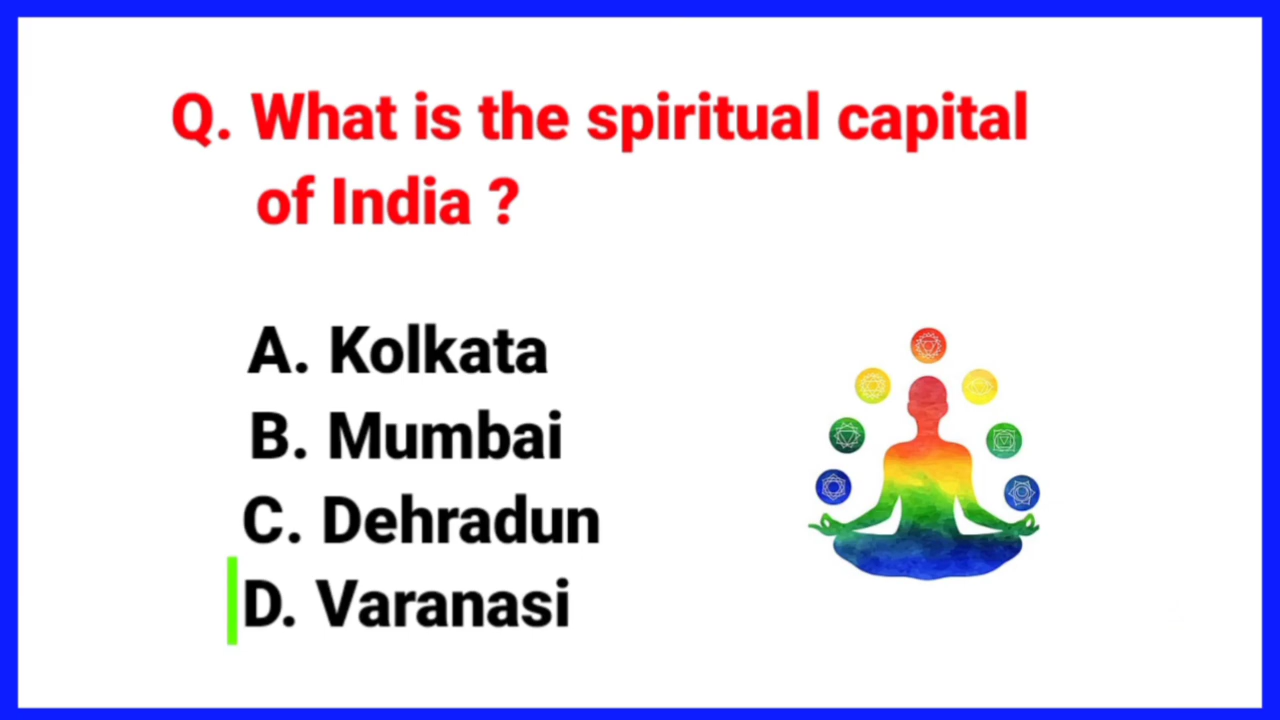 Q. What is the spiritual capital
of India ?
A. Kolkata
B. Mumbai
C. Dehradun
D. Varanasi